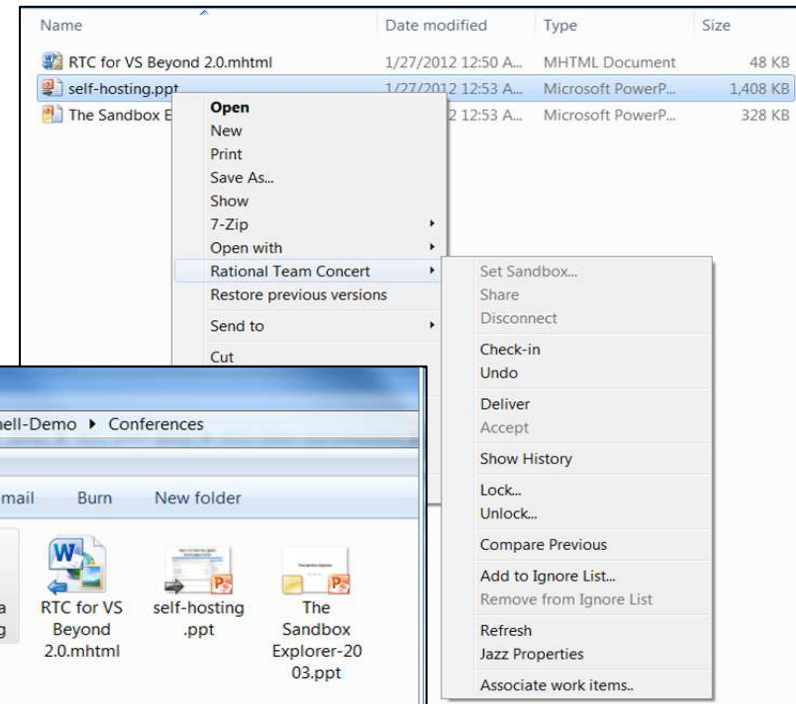 Name Date modified Type Size
RTC for VS Beyond 2.0.mhtml 1/27/2012 12:50 A... MHTML Document 48 KB
self-hosting.ppt 1/27/2012 12:53 A... Microsoft PowerP... 1,408 KB
The Sandbox E 2 12:53 A... Microsoft PowerP... 328 KB
Open
New
Print
Save As...
Show
7-Zip
Open with
Rational Team Concert
Restore previous versions
Send to
Cut
Set Sandbox...
Share
Disconnect
Check-in
Undo
Deliver
Accept
Show History
Lock...
Unlock...
Compare Previous
Add to Ignore List...
Remove from Ignore List
Refresh
Jazz Properties
Associate work items..
ell-Demo Conferences
mail Burn New folder
a
g
RTC for VS
Beyond
2.0.mhtml
self-hosting
.ppt
The
Sandbox
Explorer-20
03.ppt